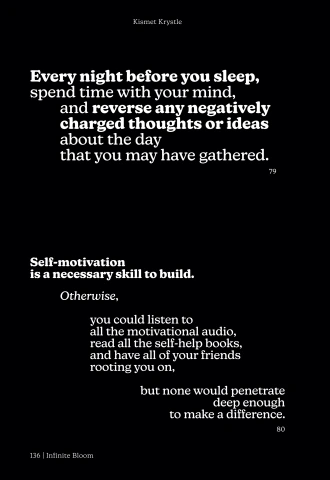 Kismet Krystle
Every night before you sleep,
spend time with your mind,
and reverse any negatively
charged thoughts or ideas
about the day
that you may have gathered.
79
Self-motivation
is a necessary skill to build.
Otherwise,
you could listen to
all the motivational audio,
read all the self-help books,
and have all of your friends
rooting you on,
but none would penetrate
deep enough
to make a difference.
80
136 | Infinite Bloom